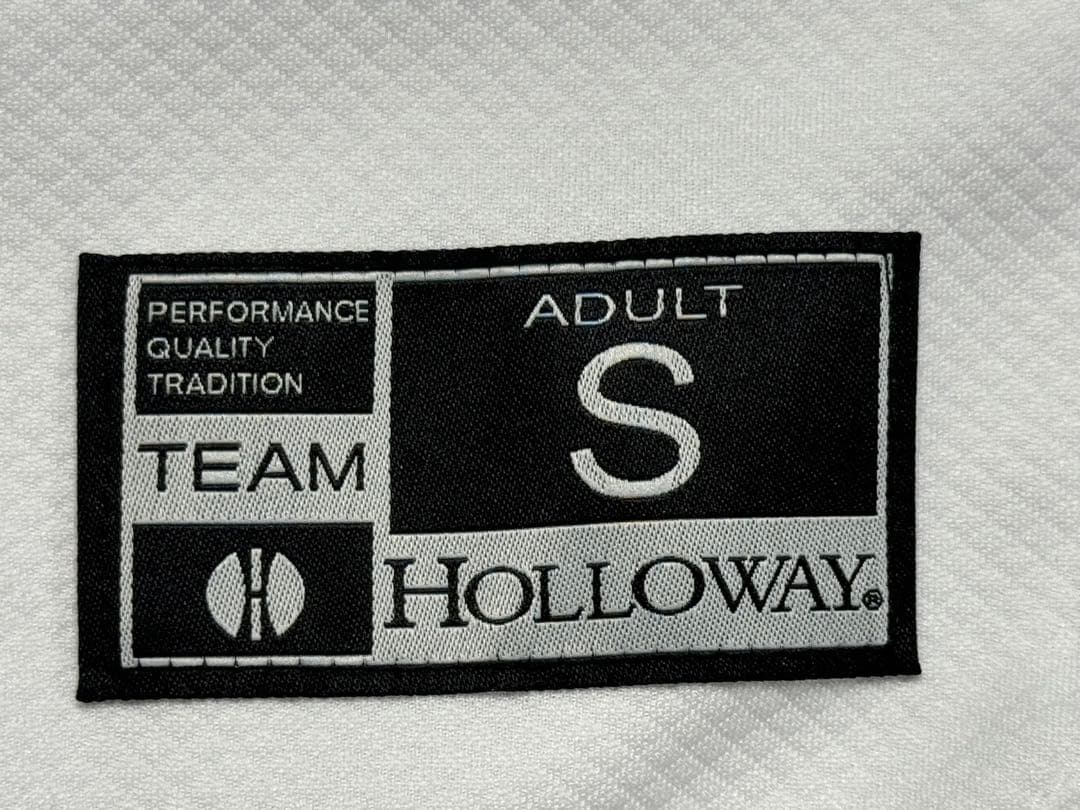 PERFORMANCE
QUALITY
TRADITION
TEAM
ADULT
S
HOLLOWAY®